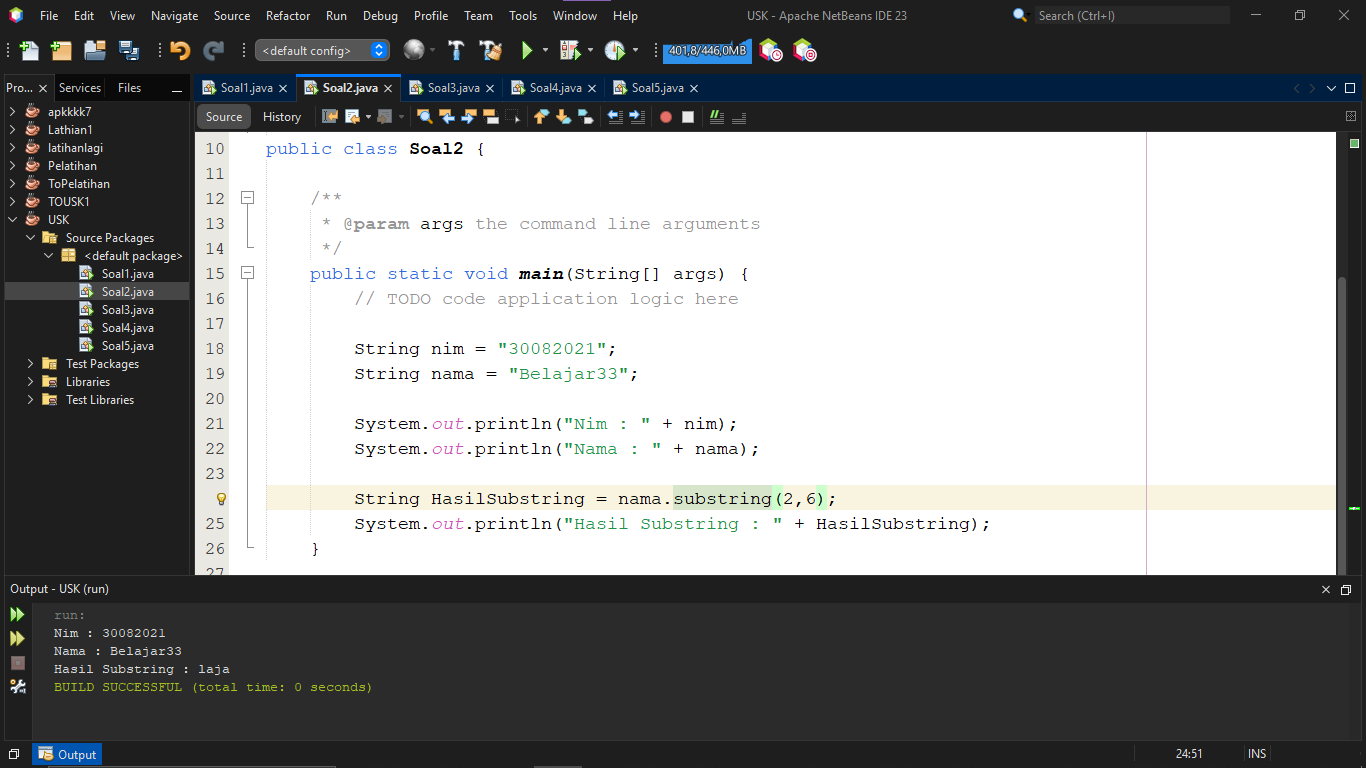 File Edit View Navigate Source Refactor Run Debug Profile Team Tools Window Help USK - Apache NetBeans IDE 23 Search (Ctrl+I)
<default config> 401,8/446,0MB
Pro... Services Files
Soal1.java Soal2.java Soal3.java Soal4.java Soal5.java
Source History
apkkkk7
Lathian1
latihanlagi
Pelatihan
ToPelatihan
TOUSK1
USK
Source Packages
<default package>
Soal1.java
Soal2.java
Soal3.java
Soal4.java
Soal5.java
Test Packages
Libraries
Test Libraries
10 public class Soal2 {
11
12 /**
13 * @param args the command line arguments
14 */
15 public static void main(String[] args) {
16 // TODO code application logic here
17
18 String nim = "30082021";
19 String nama = "Belajar33";
20
21 System.out.println("Nim : " + nim);
22 System.out.println("Nama : " + nama);
23
String HasilSubstring = nama.substring(2,6);
25 System.out.println("Hasil Substring : " + HasilSubstring);
26 }
27
Output - USK (run)
run:
Nim : 30082021
Nama : Belajar33
Hasil Substring : laja
BUILD SUCCESSFUL (total time: 0 seconds)
Output 24:51 INS